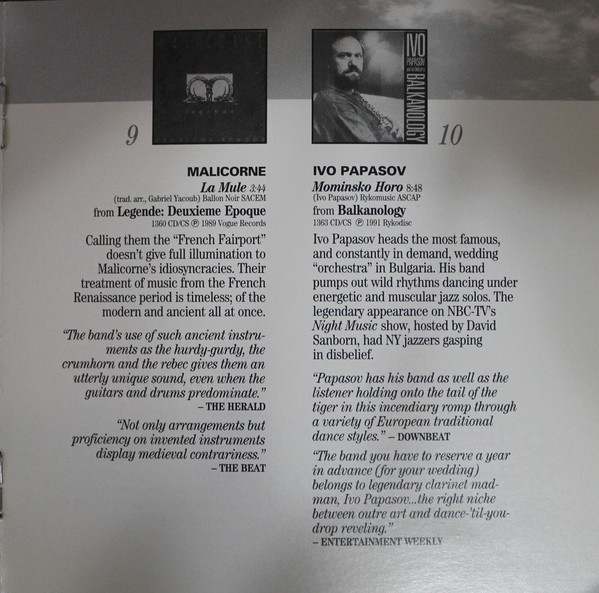 IVO
PAPASOV
BALKANOLOGY
9
MALICORNE
La Mule 3:44
(trad. arr., Gabriel Yacoub) Ballon Noir SACEM
from Legende: Deuxieme Epoque
1360 CD/CS Ⓟ 1989 Vogue Records
Calling them the “French Fairport”
doesn’t give full illumination to
Malicorne’s idiosyncracies. Their
treatment of music from the French
Renaissance period is timeless; of the
modern and ancient all at once.
“The band’s use of such ancient instru-
ments as the hurdy-gurdy, the
crumhorn and the rebec gives them an
utterly unique sound, even when the
guitars and drums predominate.”
– THE HERALD
“Not only arrangements but
proficiency on invented instruments
display medieval contrariness.”
– THE BEAT
10
IVO PAPASOV
Mominsko Horo 8:48
(Ivo Papasov) Rykomusic ASCAP
from Balkanology
1363 CD/CS Ⓟ 1991 Rykodisc
Ivo Papasov heads the most famous,
and constantly in demand, wedding
“orchestra” in Bulgaria. His band
pumps out wild rhythms dancing under
energetic and muscular jazz solos. The
legendary appearance on NBC-TV’s
Night Music show, hosted by David
Sanborn, had NY jazzers gasping
in disbelief.
“Papasov has his band as well as the
listener holding onto the tail of the
tiger in this incendiary romp through
a variety of European traditional
dance styles.” – DOWNBEAT
“The band you have to reserve a year
in advance (for your wedding)
belongs to legendary clarinet mad-
man, Ivo Papasov...the right niche
between outre art and dance-’til-you-
drop reveling.”
– ENTERTAINMENT WEEKLY